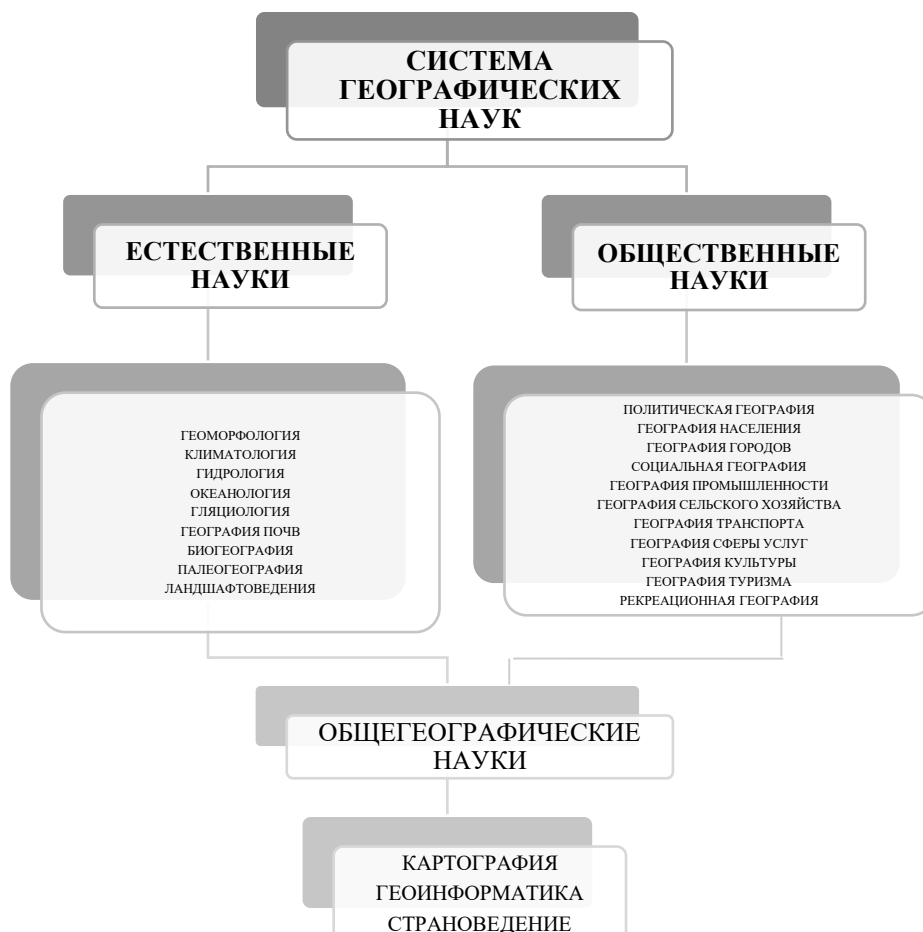 СИСТЕМА
ГЕОГРАФИЧЕСКИХ
НАУК
ЕСТЕСТВЕННЫЕ
НАУКИ
ОБЩЕСТВЕННЫЕ
НАУКИ
ГЕОМОРФОЛОГИЯ
КЛИМАТОЛОГИЯ
ГИДРОЛОГИЯ
ОКЕАНОЛОГИЯ
ГЛЯЦИОЛОГИЯ
ГЕОГРАФИЯ ПОЧВ
БИОГЕОГРАФИЯ
ПАЛЕОГЕОГРАФИЯ
ЛАНДШАФТОВЕДЕНИЯ
ПОЛИТИЧЕСКАЯ ГЕОГРАФИЯ
ГЕОГРАФИЯ НАСЕЛЕНИЯ
ГЕОГРАФИЯ ГОРОДОВ
СОЦИАЛЬНАЯ ГЕОГРАФИЯ
ГЕОГРАФИЯ ПРОМЫШЛЕННОСТИ
ГЕОГРАФИЯ СЕЛЬСКОГО ХОЗЯЙСТВА
ГЕОГРАФИЯ ТРАНСПОРТА
ГЕОГРАФИЯ СФЕРЫ УСЛУГ
ГЕОГРАФИЯ КУЛЬТУРЫ
ГЕОГРАФИЯ ТУРИЗМА
РЕКРЕАЦИОННАЯ ГЕОГРАФИЯ
ОБЩЕГЕОГРАФИЧЕСКИЕ
НАУКИ
КАРТОГРАФИЯ
ГЕОИНФОРМАТИКА
СТРАНОВЕДЕНИЕ